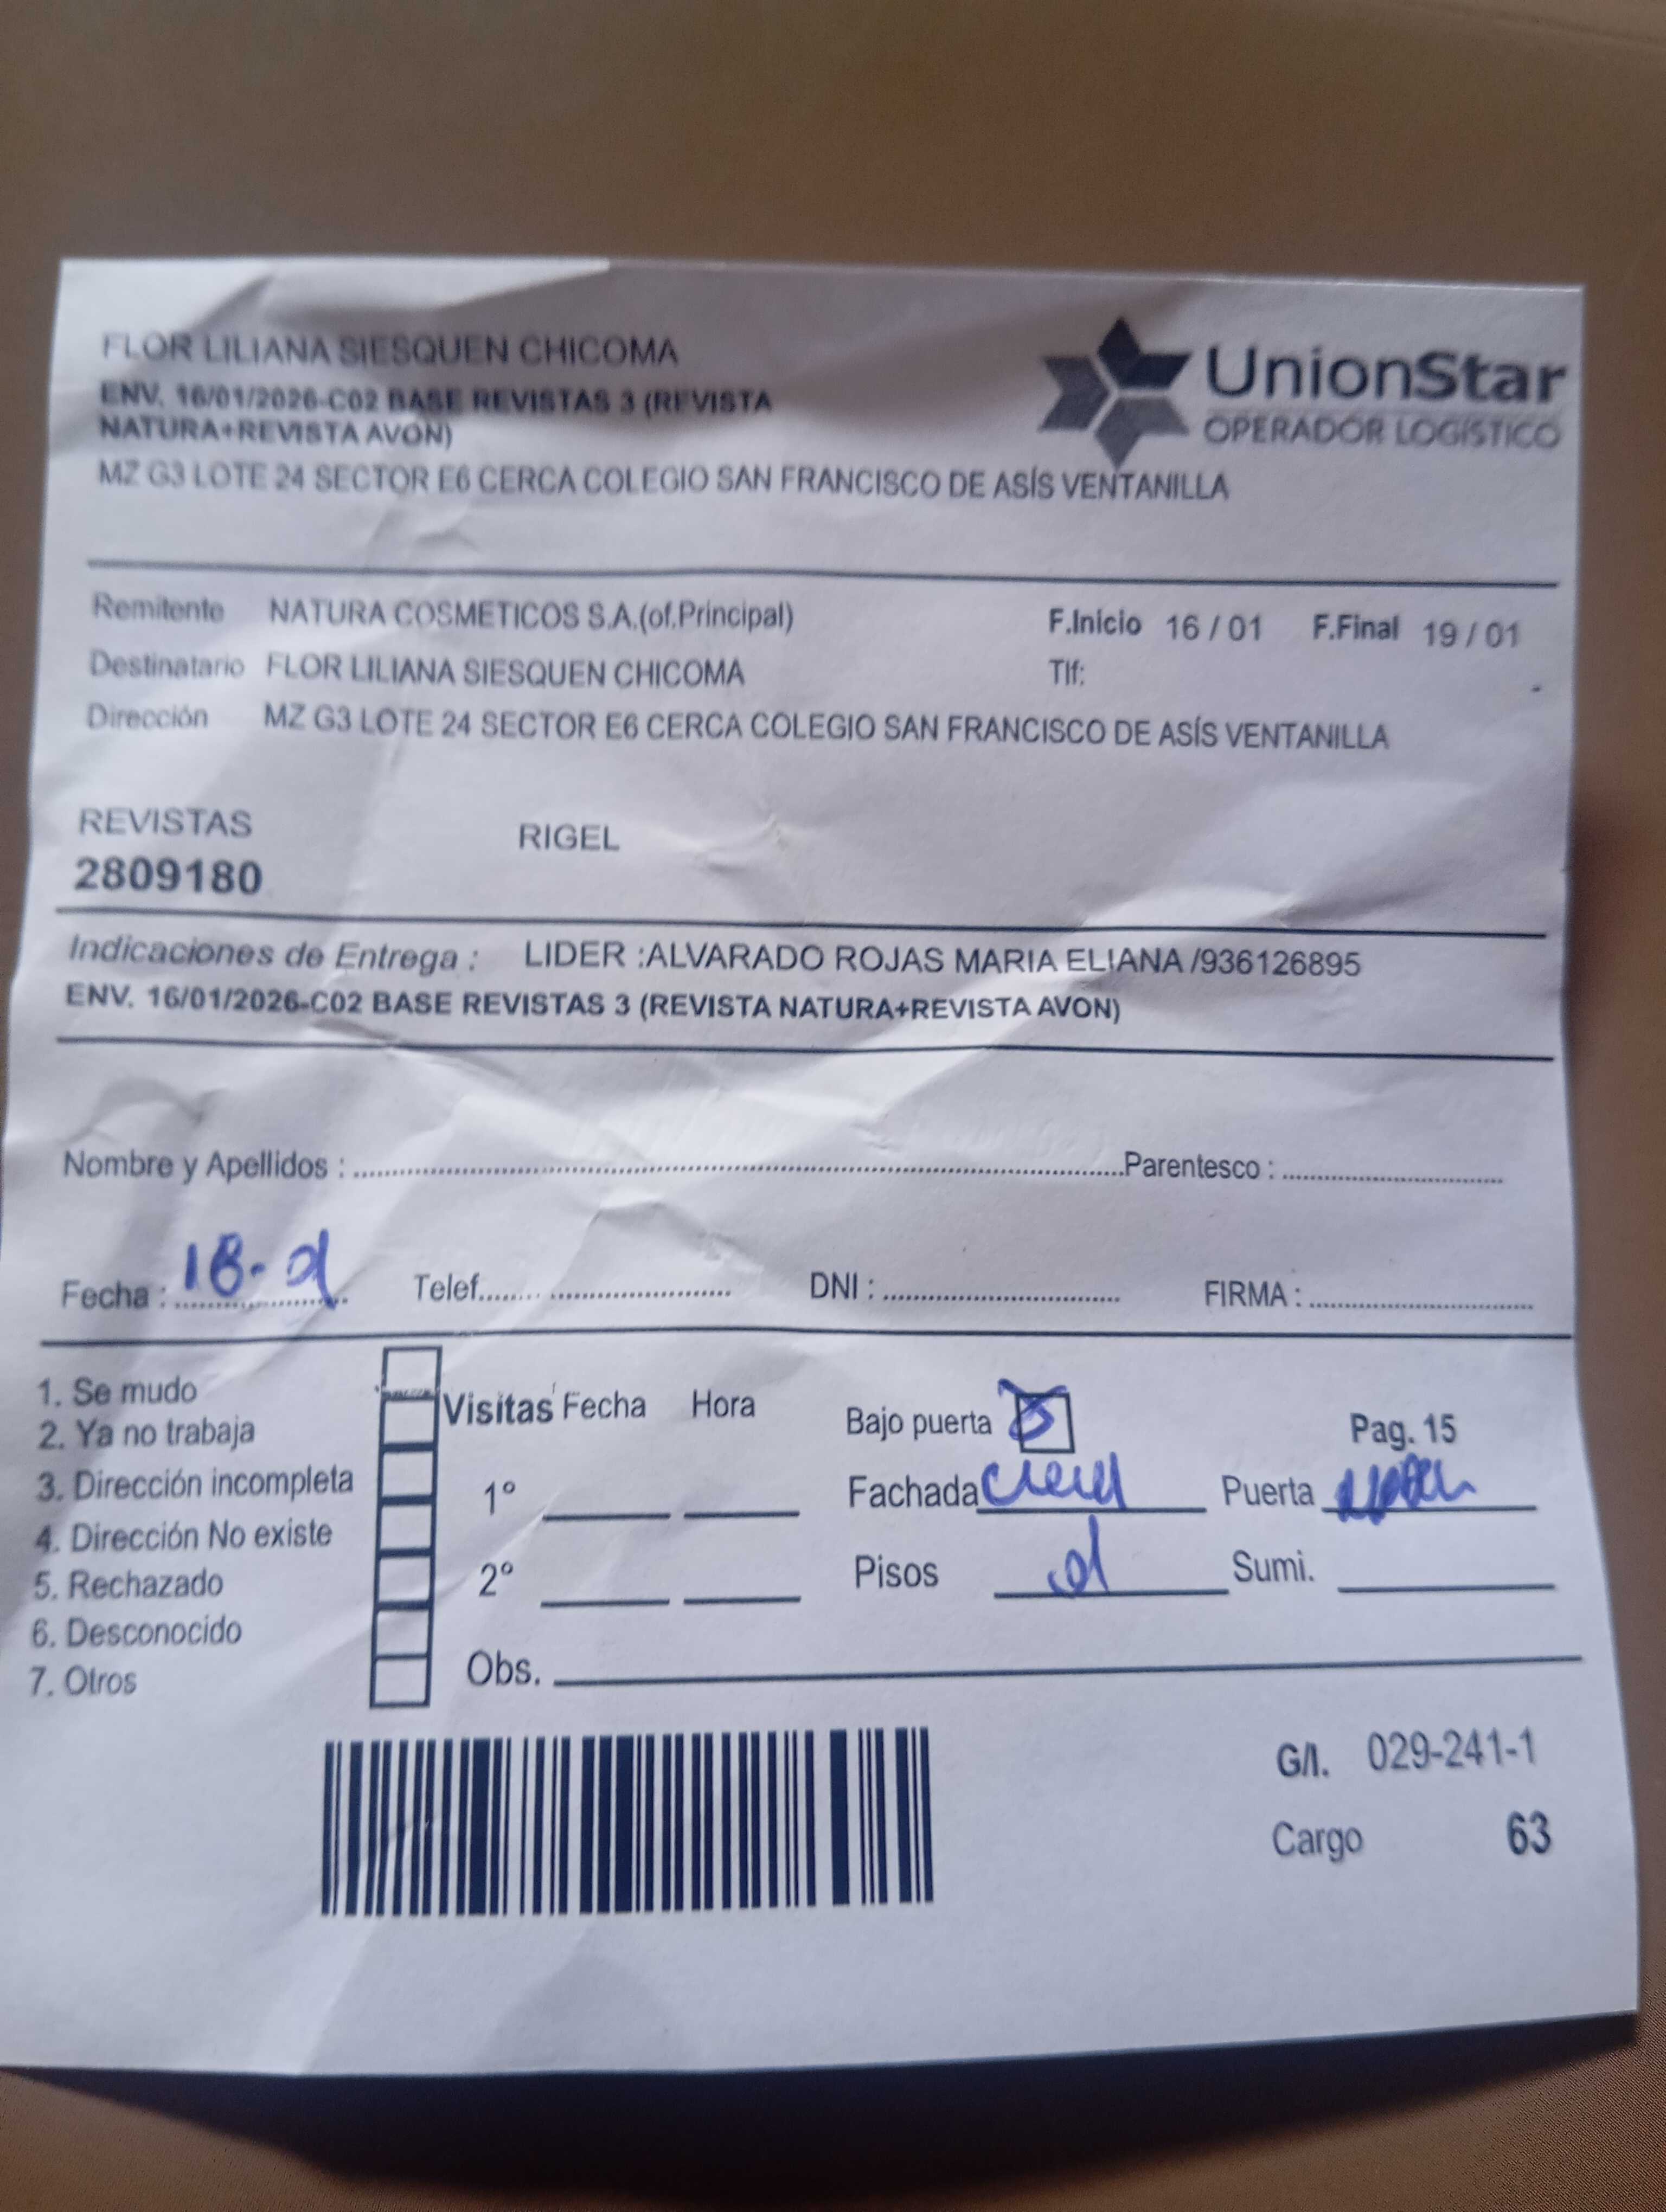 FLOR LILIANA SIESQUEN CHICOMA
ENV. 16/01/2026-C02 BASE REVISTAS 3 (REVISTA
NATURA+REVISTA AVON)
MZ G3 LOTE 24 SECTOR E6 CERCA COLEGIO SAN FRANCISCO DE ASÍS VENTANILLA
UnionStar
OPERADOR LOGÍSTICO
Remitente NATURA COSMETICOS S.A.(of.Principal) F.Inicio 16 / 01 F.Final 19 / 01
Destinatario FLOR LILIANA SIESQUEN CHICOMA Tlf:
Dirección MZ G3 LOTE 24 SECTOR E6 CERCA COLEGIO SAN FRANCISCO DE ASÍS VENTANILLA
REVISTAS RIGEL
2809180
Indicaciones de Entrega : LIDER :ALVARADO ROJAS MARIA ELIANA /936126895
ENV. 16/01/2026-C02 BASE REVISTAS 3 (REVISTA NATURA+REVISTA AVON)
Nombre y Apellidos : Parentesco :
Fecha : 18- Telef. DNI : FIRMA :
1. Se mudo
2. Ya no trabaja
3. Dirección incompleta
4. Dirección No existe
5. Rechazado
6. Desconocido
7. Otros
Visitas Fecha Hora
1°
2°
Obs.
Bajo puerta Pag. 15
Fachada Puerta
Pisos Sumi.
G/I. 029-241-1
Cargo 63